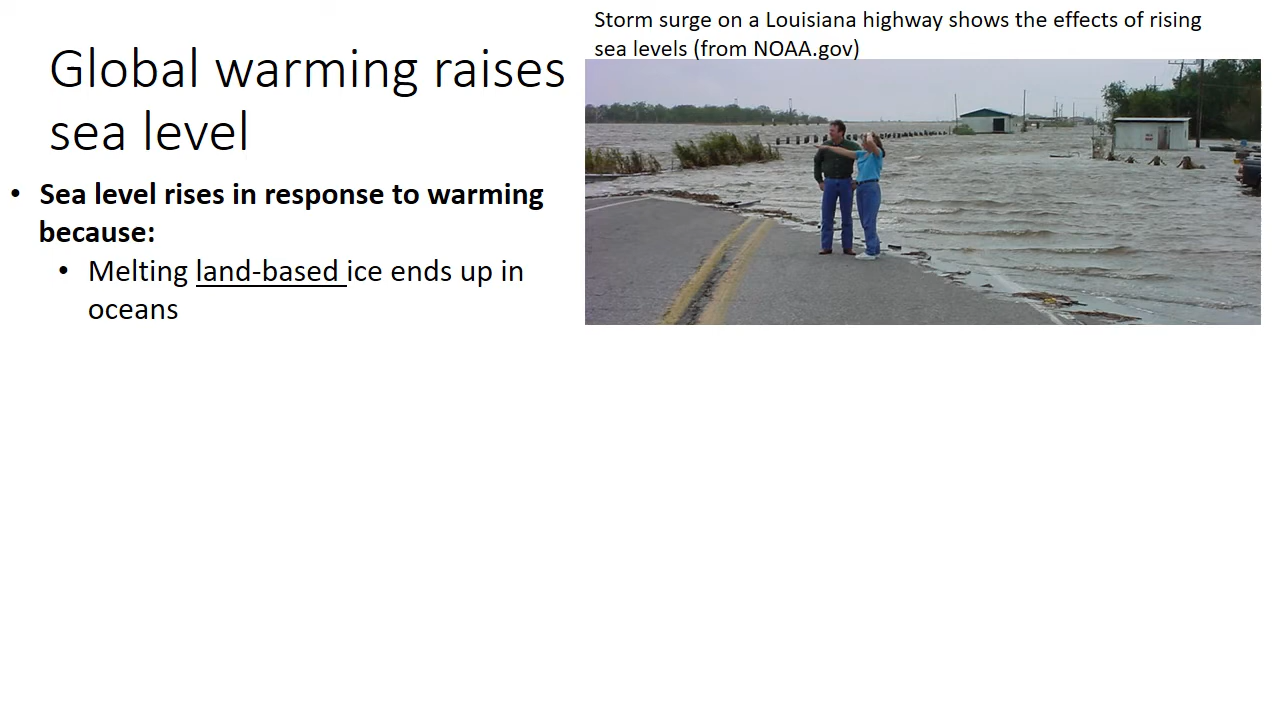 Storm surge on a Louisiana highway shows the effects of rising
sea levels (from NOAA.gov)
Global warming raises
sea level
• Sea level rises in response to warming
because:
• Melting land-based ice ends up in
oceans